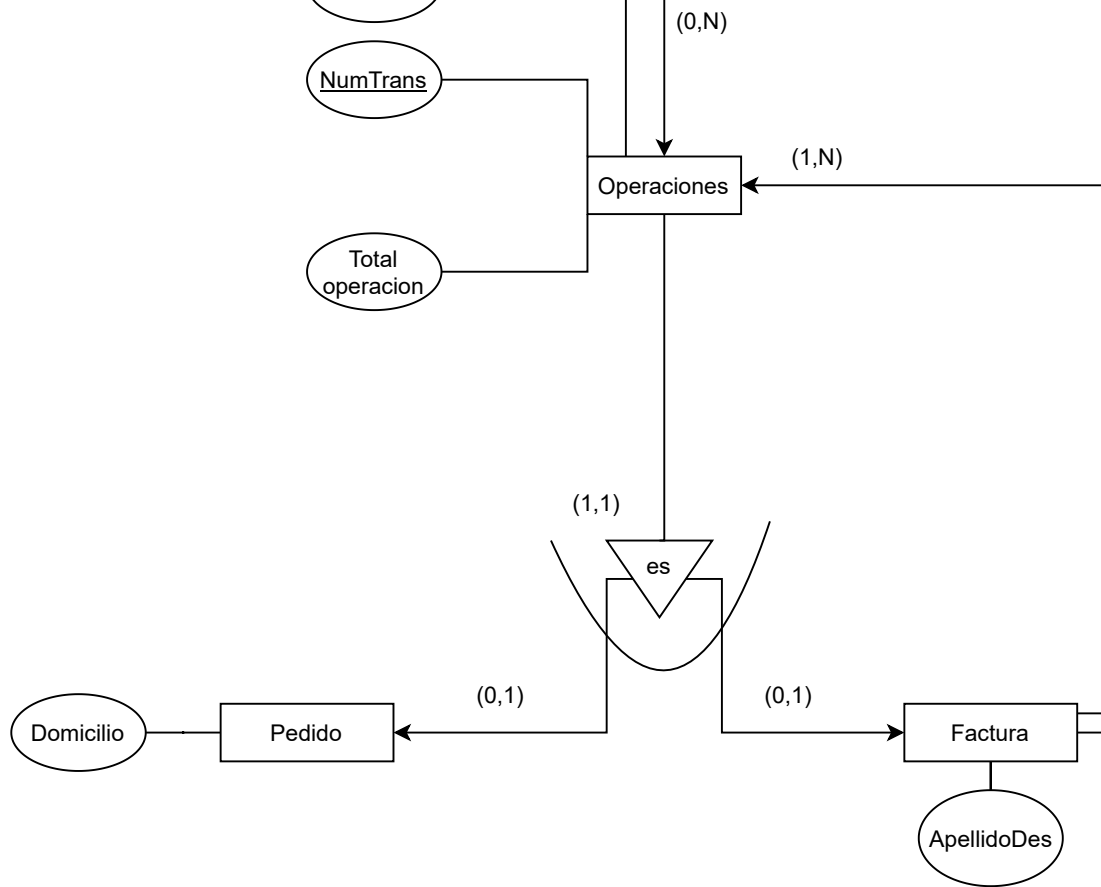 (0,N)
NumTrans
(1,N)
Operaciones
Total
operacion
(1,1)
es
(0,1)
(0,1)
Domicilio
Pedido
Factura
ApellidoDes